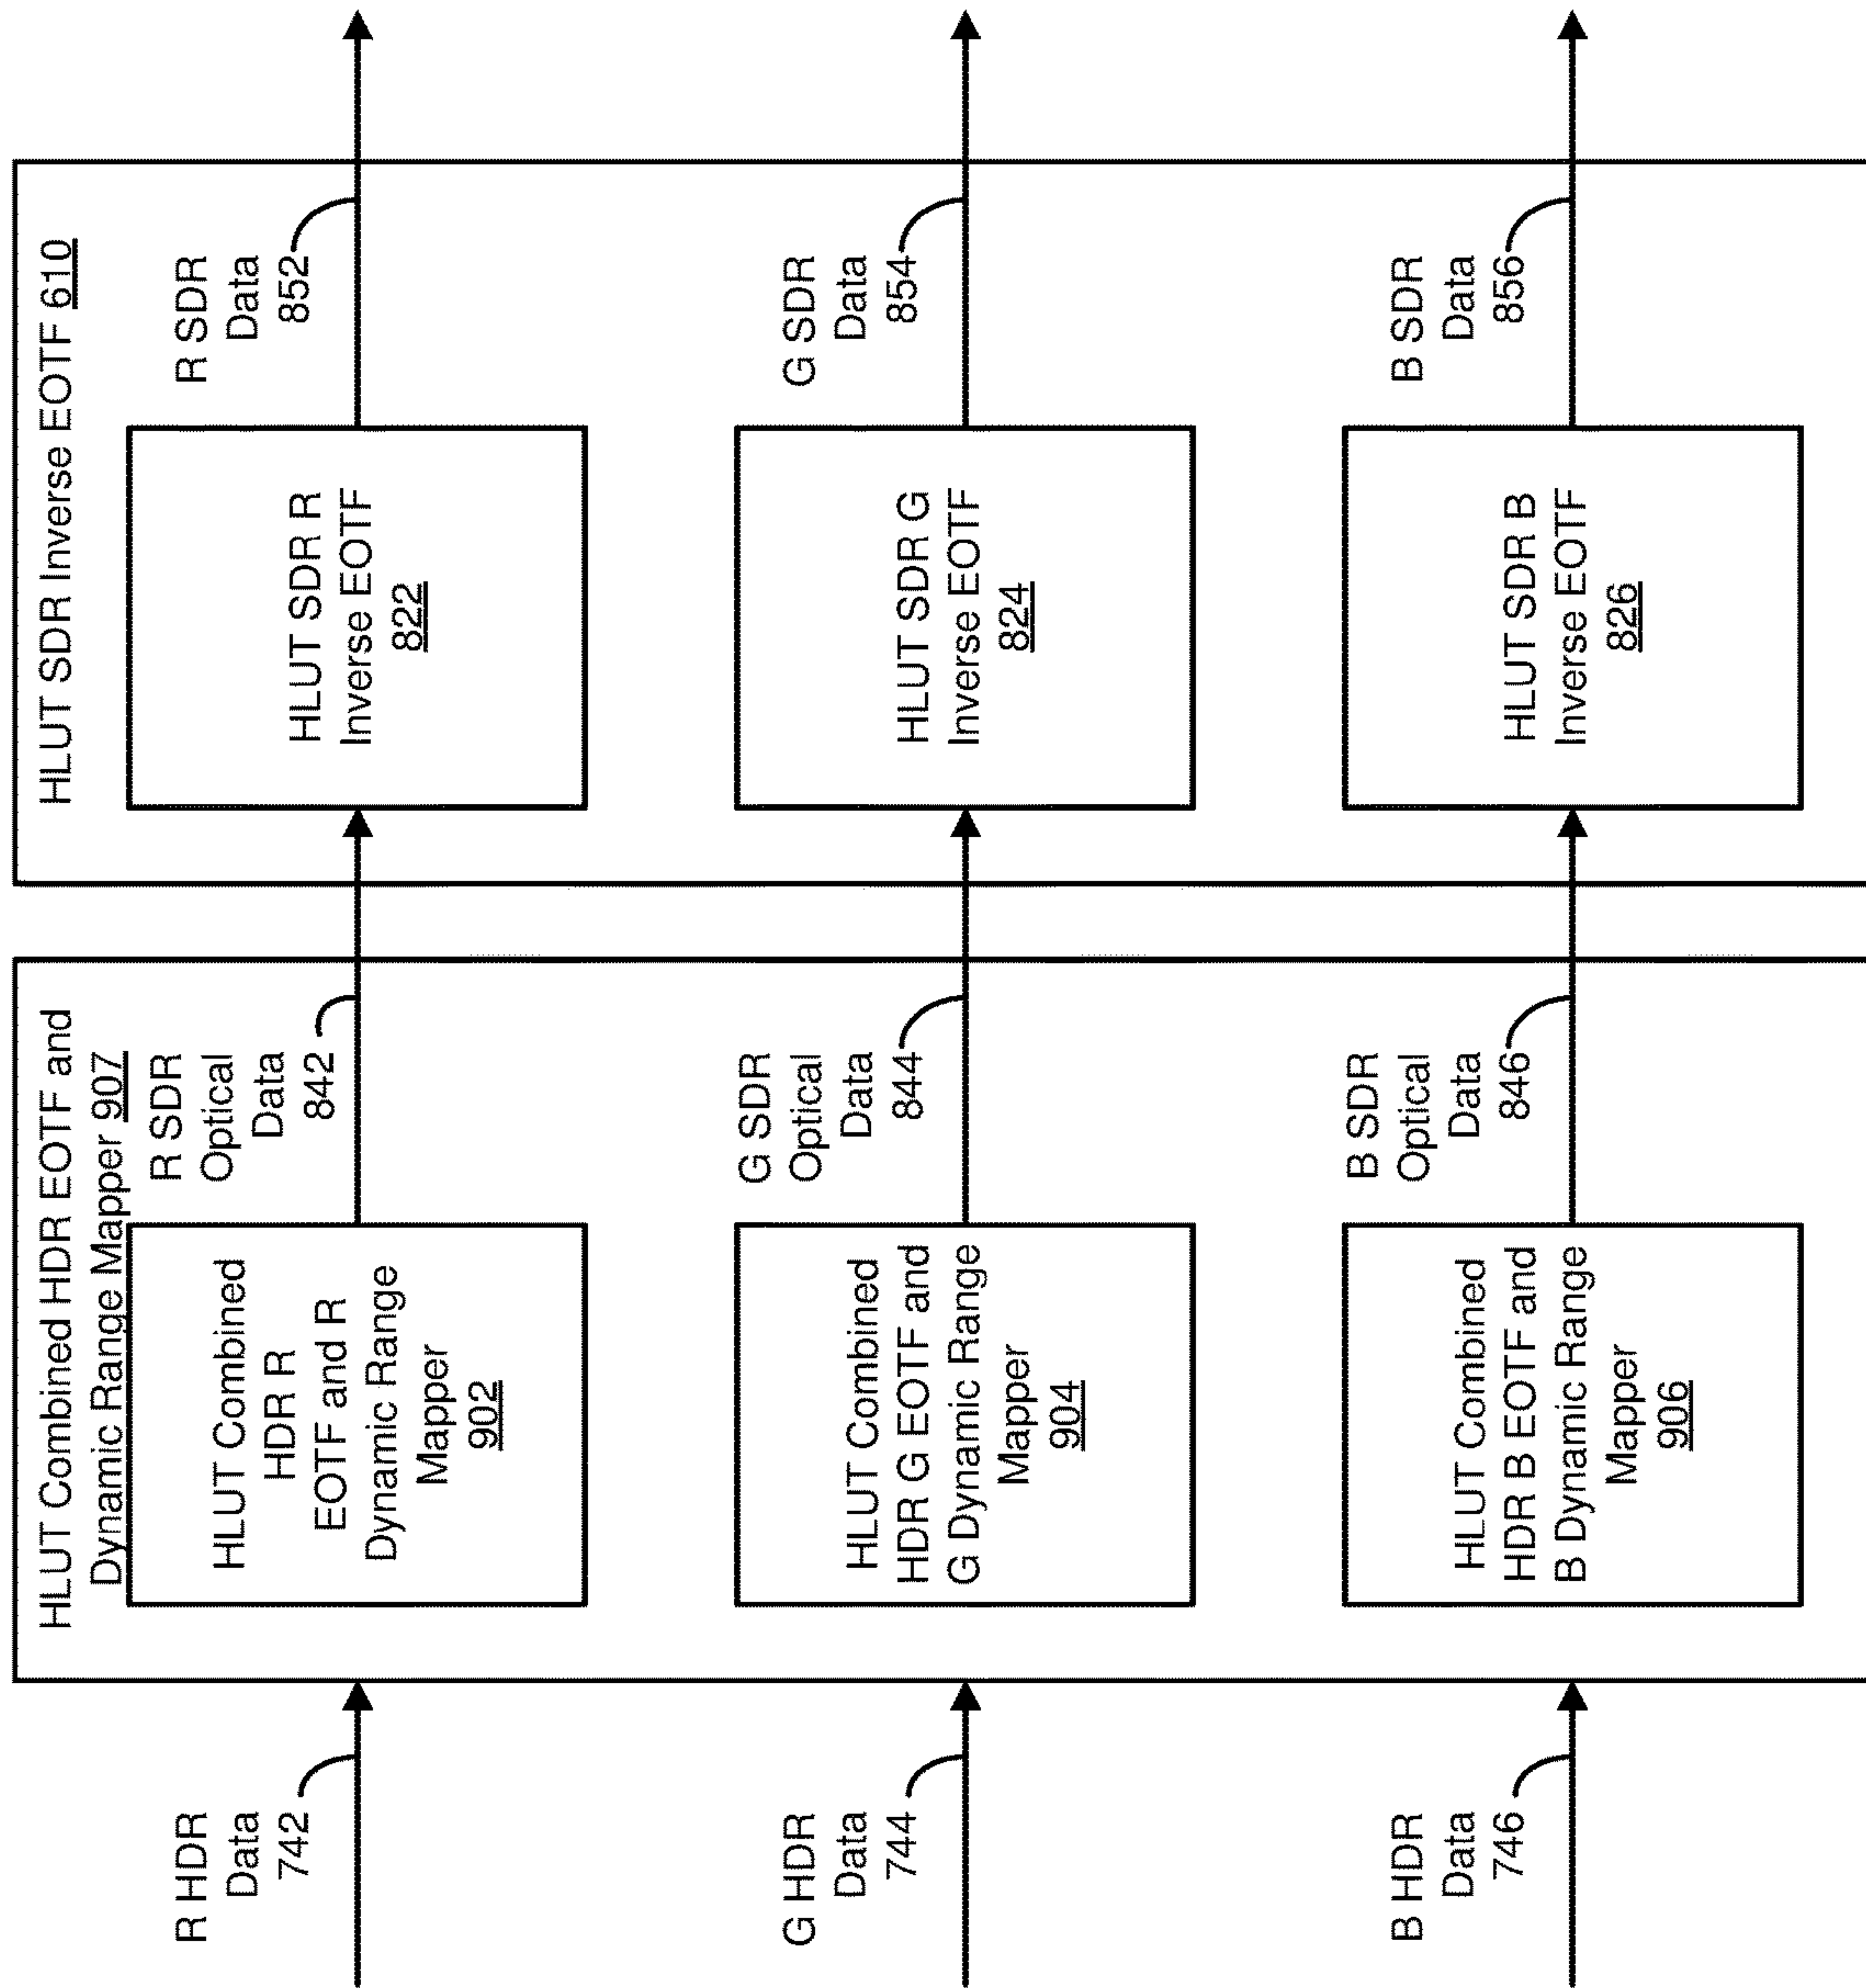 R HDR
Data
742
G HDR
Data
744
B HDR
Data
746
HLUT Combined HDR EOTF and
Dynamic Range Mapper 907
HLUT Combined
HDR R
EOTF and R
Dynamic Range
Mapper
902
R SDR
Optical
Data
842
HLUT Combined
HDR G EOTF and
G Dynamic Range
Mapper
904
G SDR
Optical
Data
844
HLUT Combined
HDR B EOTF and
B Dynamic Range
Mapper
906
B SDR
Optical
Data
846
HLUT SDR Inverse EOTF 610
HLUT SDR R
Inverse EOTF
822
R SDR
Data
852
HLUT SDR G
Inverse EOTF
824
G SDR
Data
854
HLUT SDR B
Inverse EOTF
826
B SDR
Data
856